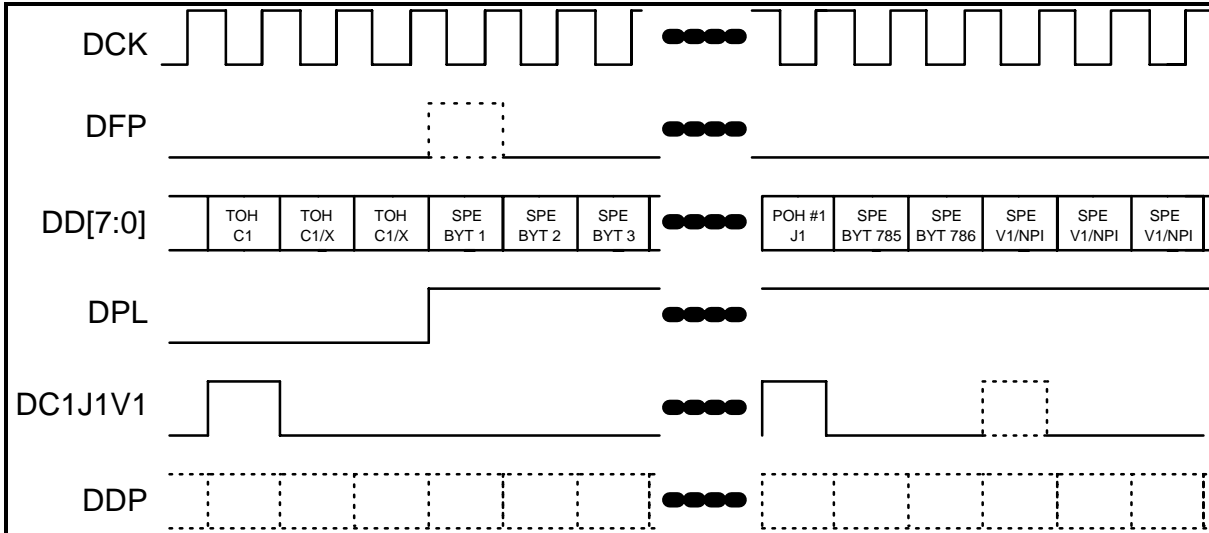 DCK
DFP
DD[7:0]
TOH C1
TOH C1/X
TOH C1/X
SPE BYT 1
SPE BYT 2
SPE BYT 3
POH #1 J1
SPE BYT 785
SPE BYT 786
SPE V1/NPI
SPE V1/NPI
SPE V1/NPI
DPL
DC1J1V1
DDP